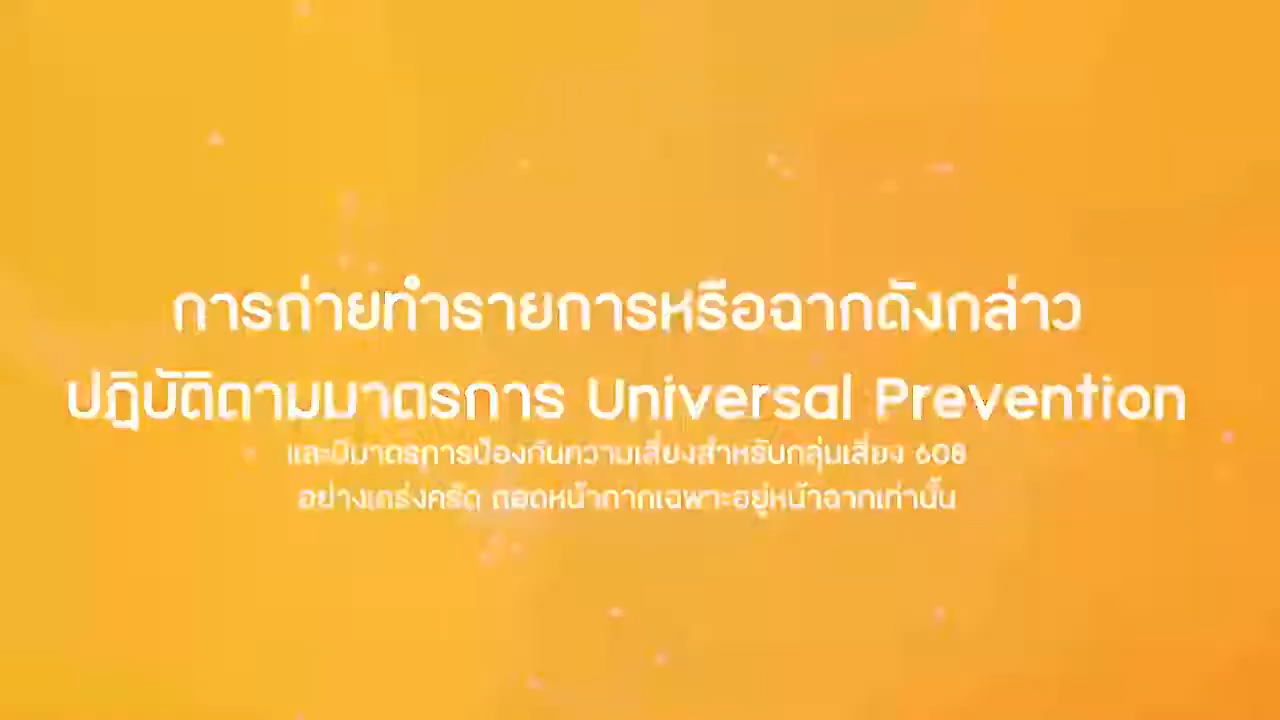 การถ่ายทำรายการหรือฉากดังกล่าว
ปฏิบัติตามมาตรการ Universal Prevention
และมีมาตรการป้องกันความเสี่ยงสำหรับกลุ่มเสี่ยง 608
อย่างเคร่งครัด ถอดหน้ากากเฉพาะอยู่หน้าฉากเท่านั้น